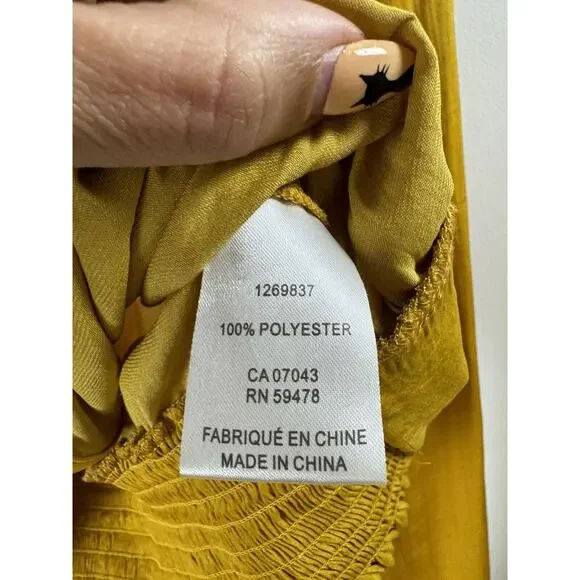 1269837
100% POLYESTER
CA 07043
RN 59478
FABRIQUÉ EN CHINE
MADE IN CHINA